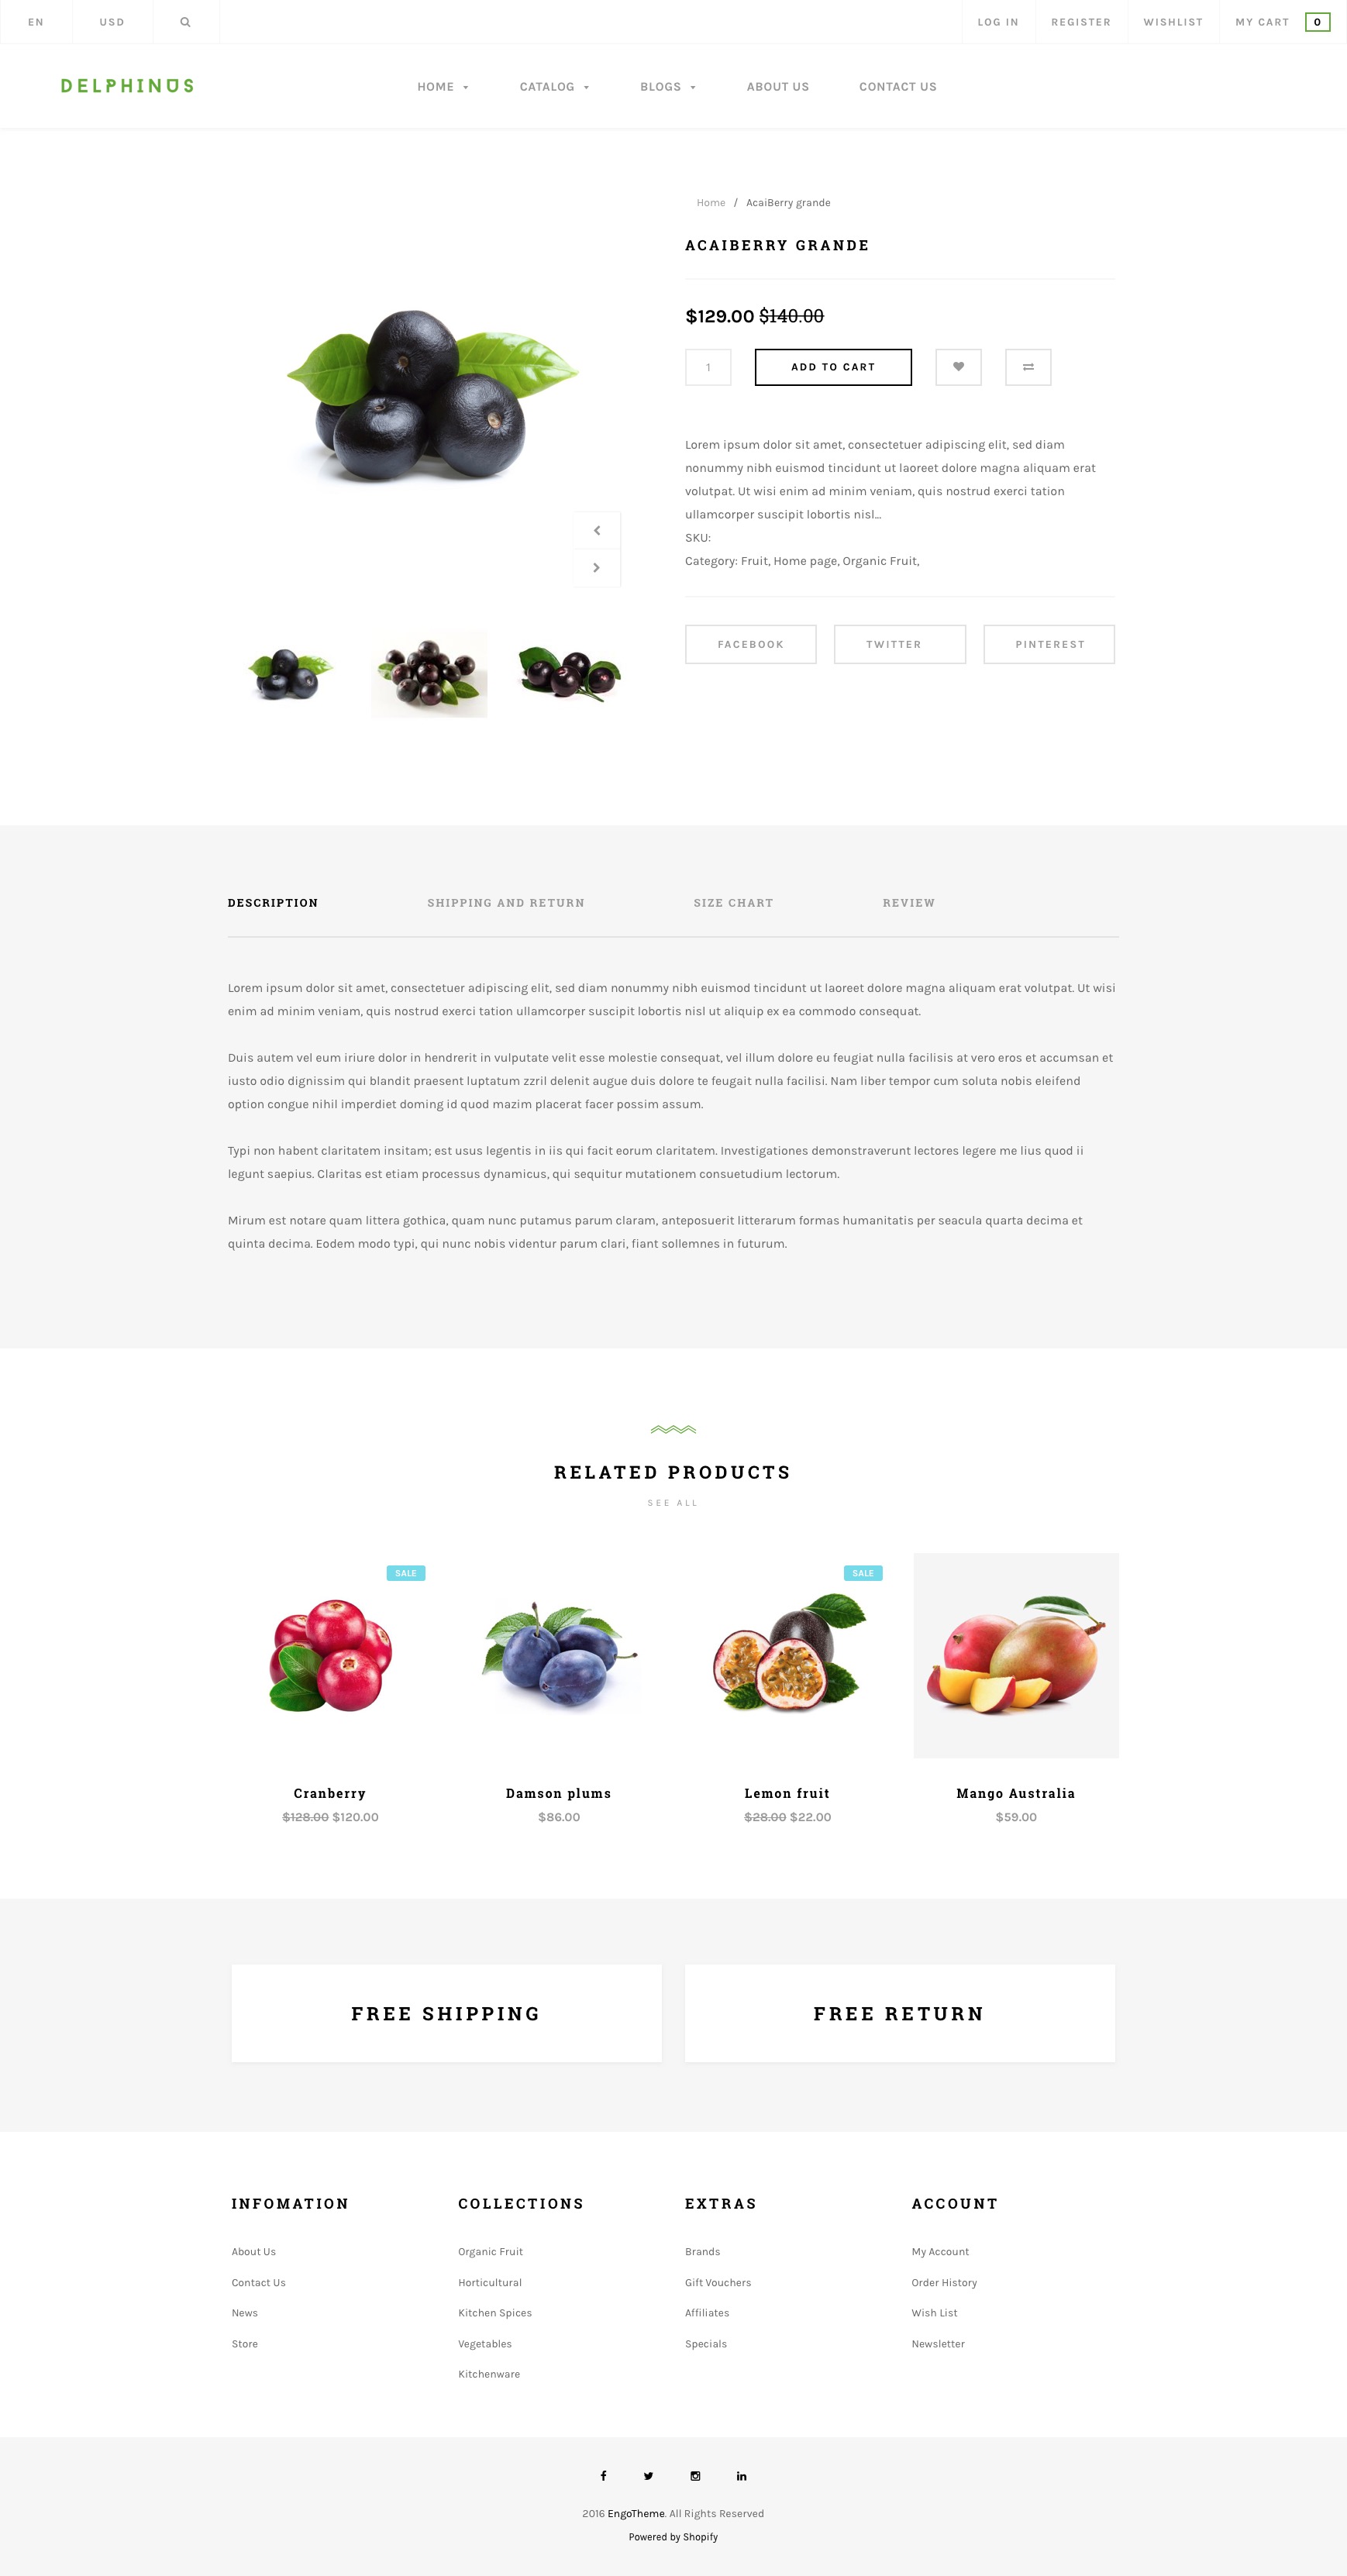 EN USD LOG IN REGISTER WISHLIST MY CART 0
DELPHINUS HOME CATALOG BLOGS ABOUT US CONTACT US
Home / AcaiBerry grande
ACAIBERRY GRANDE
$129.00 $140.00
1 ADD TO CART
Lorem ipsum dolor sit amet, consectetuer adipiscing elit, sed diam
nonummy nibh euismod tincidunt ut laoreet dolore magna aliquam erat
volutpat. Ut wisi enim ad minim veniam, quis nostrud exerci tation
ullamcorper suscipit lobortis nisl...
SKU:
Category: Fruit, Home page, Organic Fruit,
FACEBOOK TWITTER PINTEREST
DESCRIPTION SHIPPING AND RETURN SIZE CHART REVIEW
Lorem ipsum dolor sit amet, consectetuer adipiscing elit, sed diam nonummy nibh euismod tincidunt ut laoreet dolore magna aliquam erat volutpat. Ut wisi
enim ad minim veniam, quis nostrud exerci tation ullamcorper suscipit lobortis nisl ut aliquip ex ea commodo consequat.
Duis autem vel eum iriure dolor in hendrerit in vulputate velit esse molestie consequat, vel illum dolore eu feugiat nulla facilisis at vero eros et accumsan et
iusto odio dignissim qui blandit praesent luptatum zzril delenit augue duis dolore te feugait nulla facilisi. Nam liber tempor cum soluta nobis eleifend
option congue nihil imperdiet doming id quod mazim placerat facer possim assum.
Typi non habent claritatem insitam; est usus legentis in iis qui facit eorum claritatem. Investigationes demonstraverunt lectores legere me lius quod ii
legunt saepius. Claritas est etiam processus dynamicus, qui sequitur mutationem consuetudium lectorum.
Mirum est notare quam littera gothica, quam nunc putamus parum claram, anteposuerit litterarum formas humanitatis per seacula quarta decima et
quinta decima. Eodem modo typi, qui nunc nobis videntur parum clari, fiant sollemnes in futurum.
RELATED PRODUCTS
SEE ALL
SALE SALE
Cranberry Damson plums Lemon fruit Mango Australia
$128.00 $120.00 $86.00 $28.00 $22.00 $59.00
FREE SHIPPING FREE RETURN
INFOMATION COLLECTIONS EXTRAS ACCOUNT
About Us Organic Fruit Brands My Account
Contact Us Horticultural Gift Vouchers Order History
News Kitchen Spices Affiliates Wish List
Store Vegetables Specials Newsletter
Kitchenware
2016 EngoTheme. All Rights Reserved
Powered by Shopify